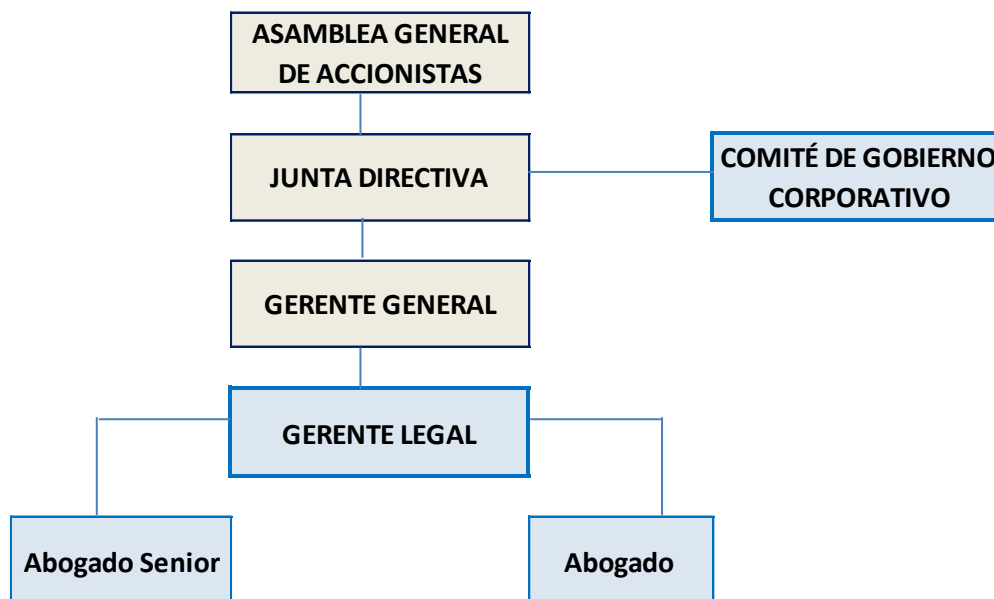 ASAMBLEA GENERAL
DE ACCIONISTAS
JUNTA DIRECTIVA
COMITÉ DE GOBIERNO
CORPORATIVO
GERENTE GENERAL
GERENTE LEGAL
Abogado Senior
Abogado